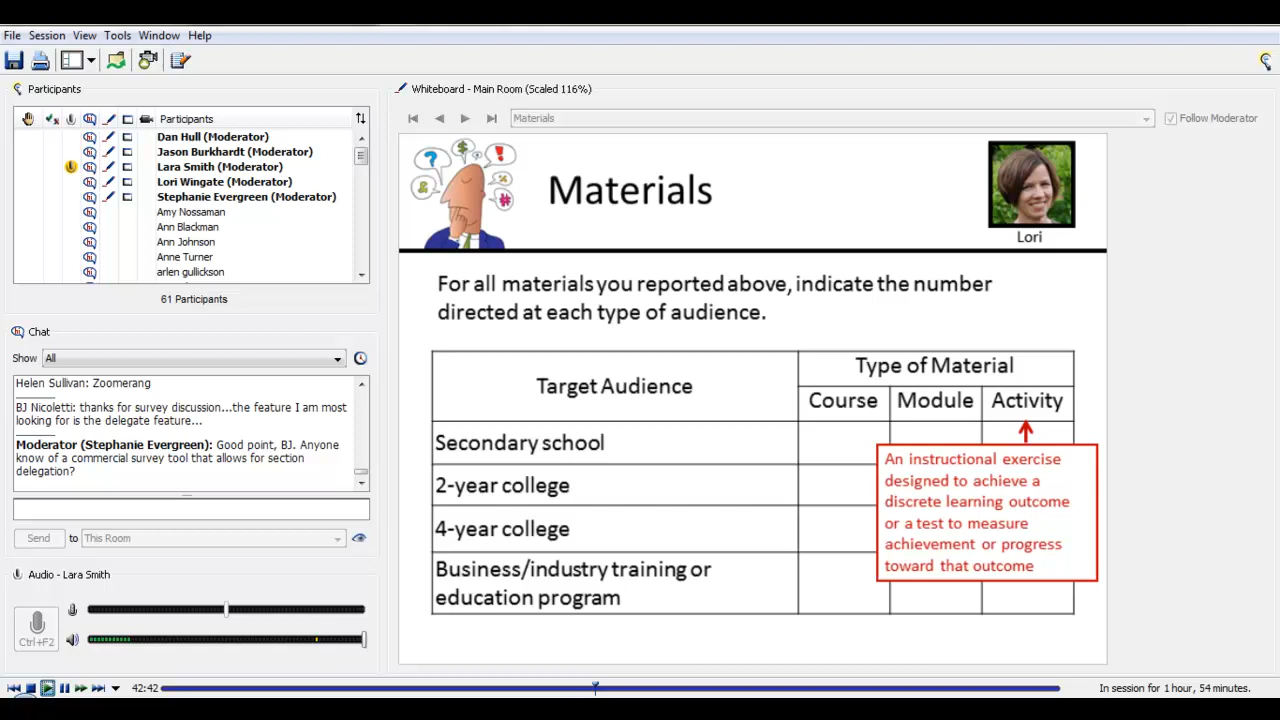 File Session View Tools Window Help
Participants
Participants
Dan Hull (Moderator)
Jason Burkhardt (Moderator)
Lara Smith (Moderator)
Lori Wingate (Moderator)
Stephanie Evergreen (Moderator)
Amy Nossaman
Ann Blackman
Ann Johnson
Anne Turner
arlen gullickson
61 Participants
Chat
Show All
Helen Sullivan: Zoomerang
BJ Nicoletti: thanks for survey discussion...the feature I am most
looking for is the delegate feature...
Moderator (Stephanie Evergreen): Good point, BJ. Anyone
know of a commercial survey tool that allows for section
delegation?
Send to This Room
Audio - Lara Smith
Ctrl+F2
Whiteboard - Main Room (Scaled 116%)
Materials
Follow Moderator
? $ ! & % #
Materials
Lori
For all materials you reported above, indicate the number
directed at each type of audience.
Target Audience
Type of Material
Course Module Activity
Secondary school
2-year college
4-year college
Business/industry training or
education program
An instructional exercise
designed to achieve a
discrete learning outcome
or a test to measure
achievement or progress
toward that outcome
42:42
In session for 1 hour, 54 minutes.